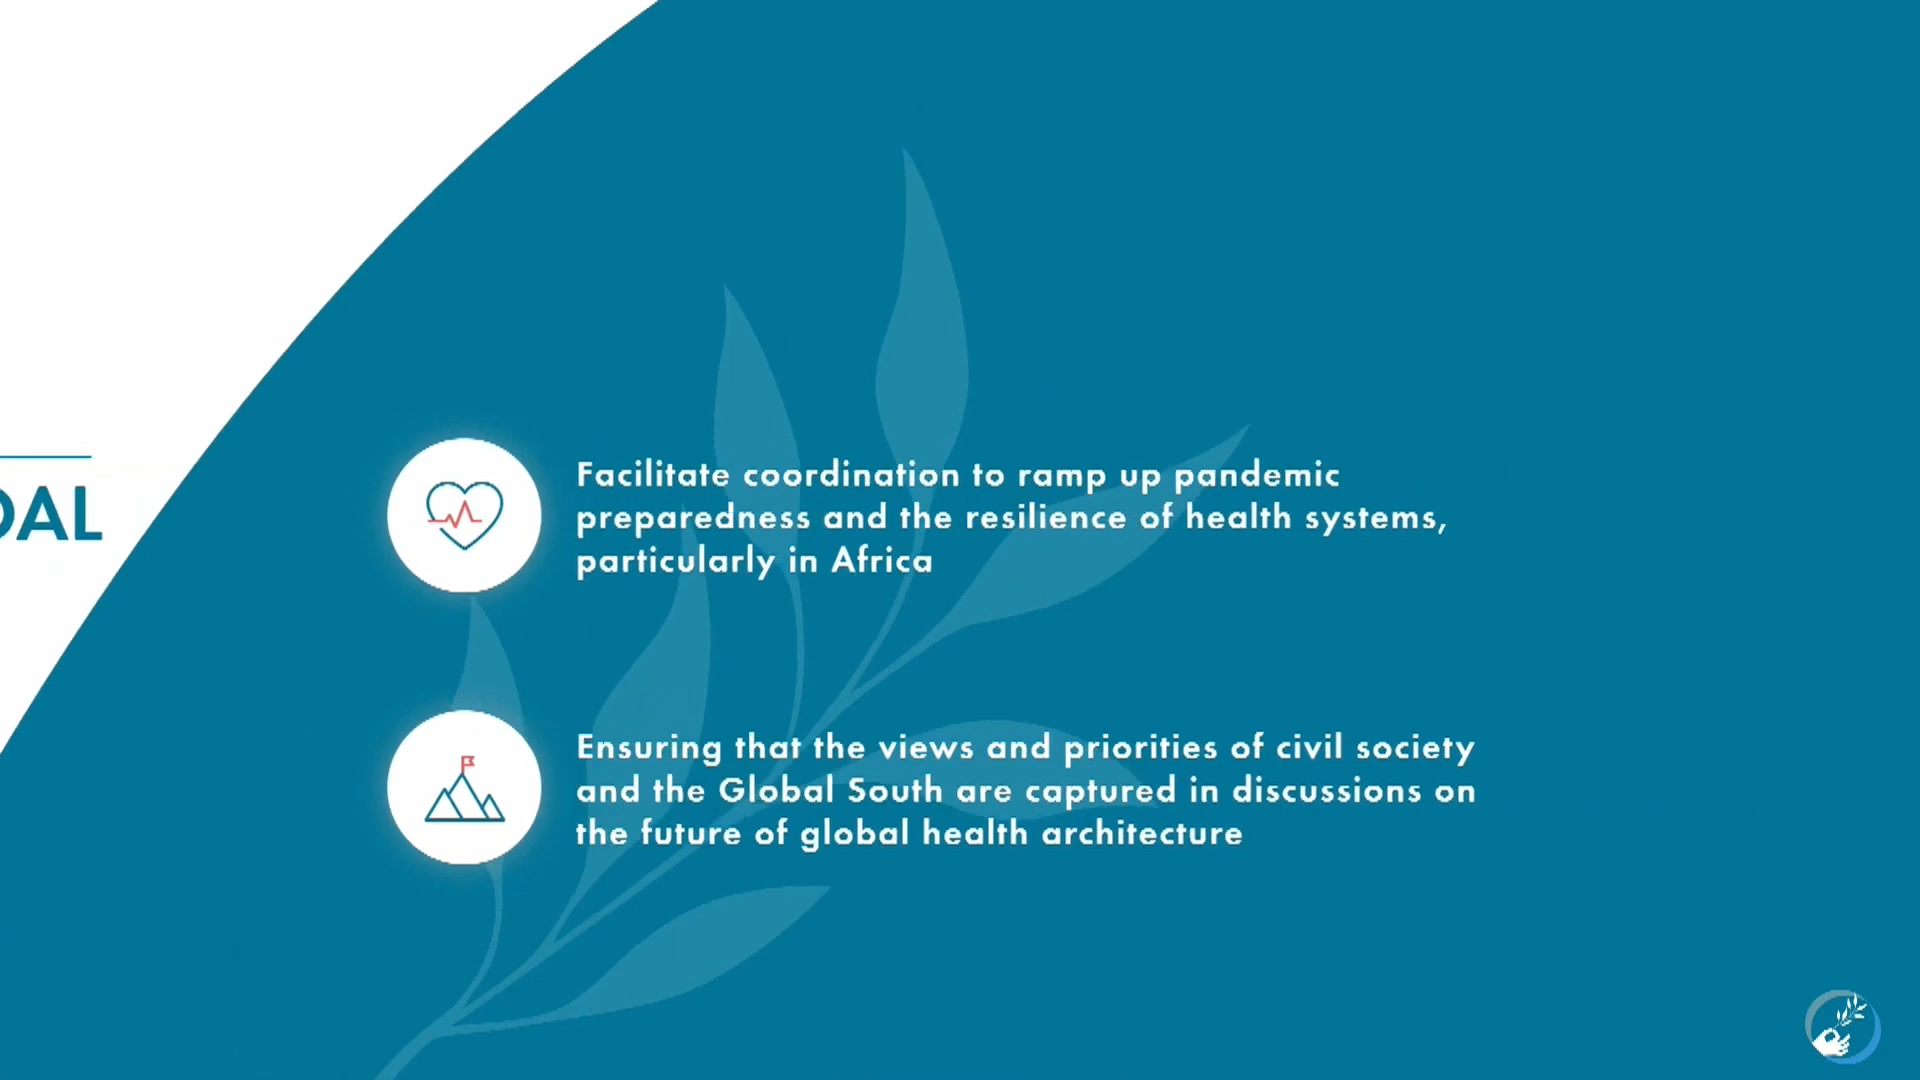 OAL
Facilitate coordination to ramp up pandemic
preparedness and the resilience of health systems,
particularly in Africa
Ensuring that the views and priorities of civil society
and the Global South are captured in discussions on
the future of global health architecture